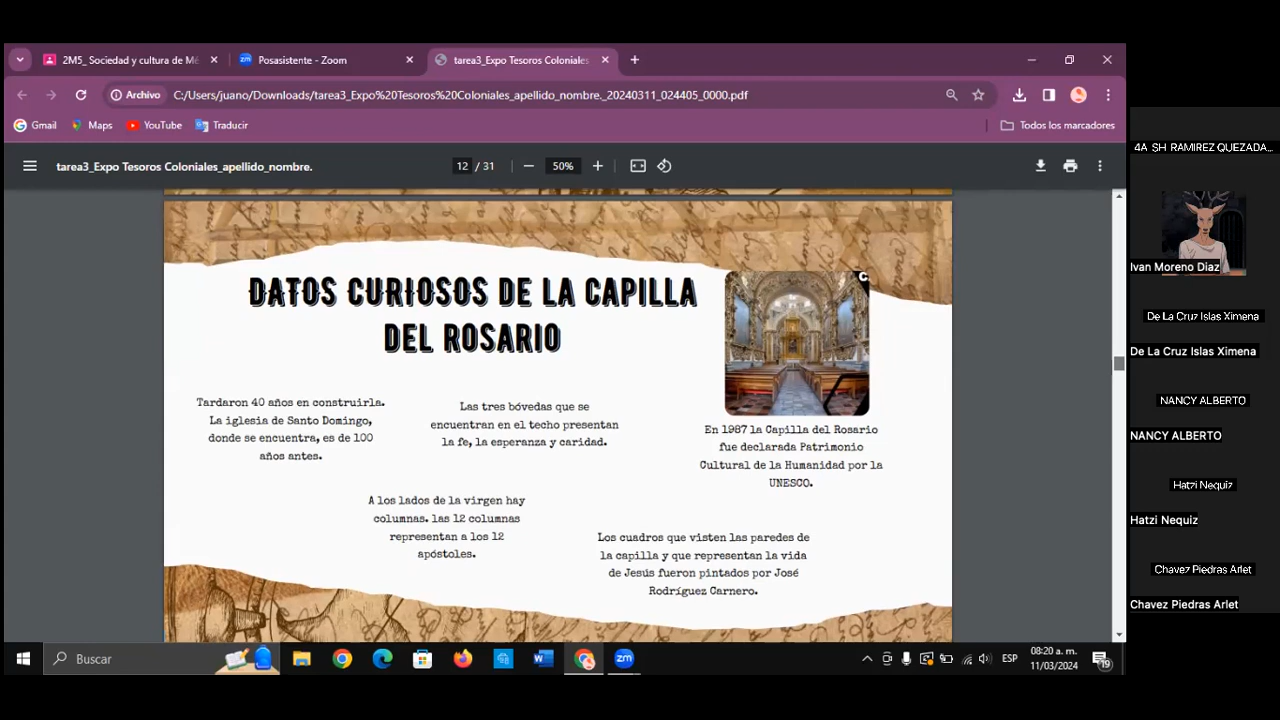 2M5_ Sociedad y cultura de Mé
Posasistente - Zoom
tarea3_Expo Tesoros Coloniales
Archivo
C:/Users/juano/Downloads/tarea3_Expo%20Tesoros%20Coloniales_apellido_nombre._20240311_024405_0000.pdf
Gmail
Maps
YouTube
Traducir
Todos los marcadores
tarea3_Expo Tesoros Coloniales_apellido_nombre.
12 / 31
50%
DATOS CURIOSOS DE LA CAPILLA
DEL ROSARIO
Tardaron 40 años en construirla.
La iglesia de Santo Domingo,
donde se encuentra, es de 100
años antes.
Las tres bóvedas que se
encuentran en el techo presentan
la fe, la esperanza y caridad.
En 1987 la Capilla del Rosario
fue declarada Patrimonio
Cultural de la Humanidad por la
UNESCO.
A los lados de la virgen hay
columnas. las 12 columnas
representan a los 12
apóstoles.
Los cuadros que visten las paredes de
la capilla y que representan la vida
de Jesús fueron pintados por José
Rodríguez Carnero.
4A SH RAMIREZ QUEZADA...
Ivan Moreno Diaz
De La Cruz Islas Ximena
De La Cruz Islas Ximena
NANCY ALBERTO
NANCY ALBERTO
Hatzi Nequiz
Hatzi Nequiz
Chavez Piedras Arlet
Chavez Piedras Arlet
Buscar
ESP
08:20 a. m.
11/03/2024
19